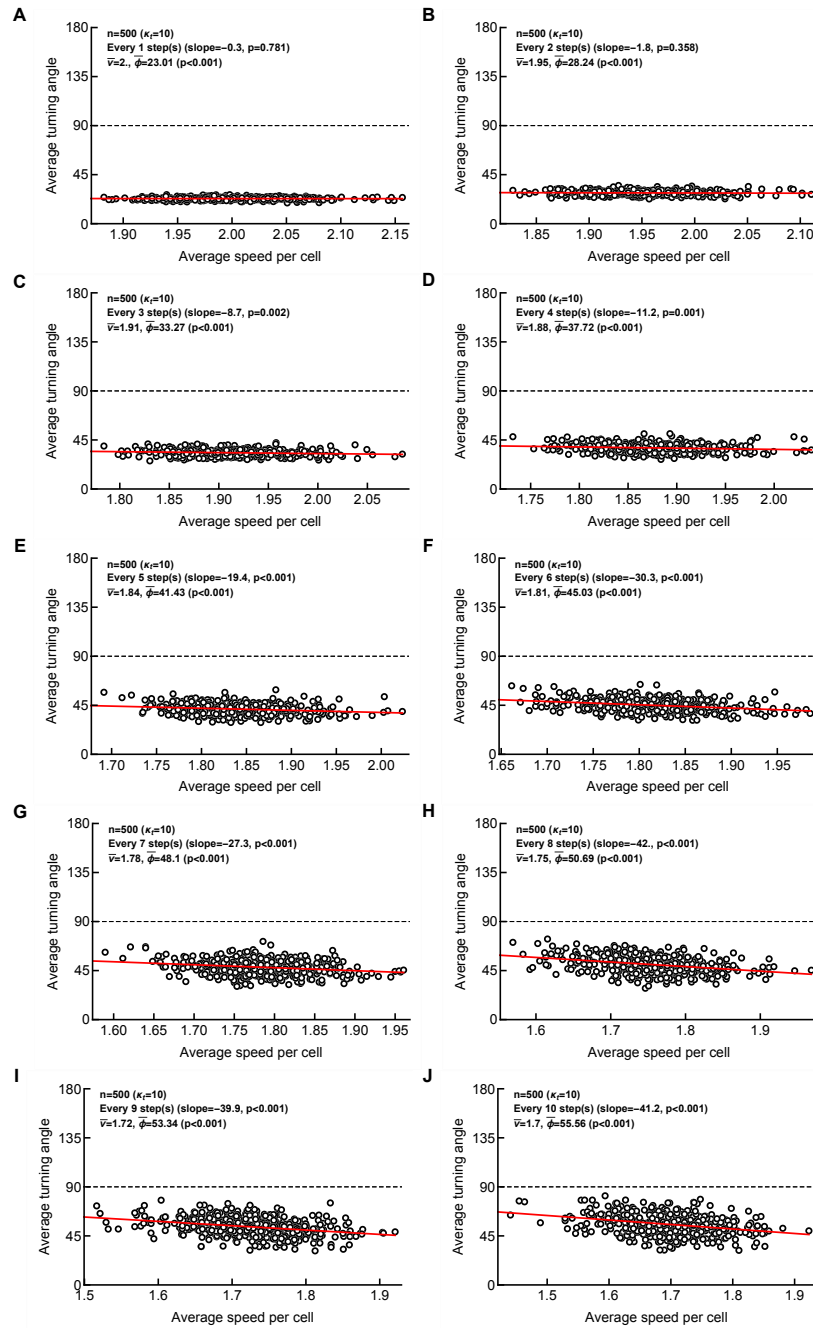 A
n=500 (κt=10)
Every 1 step(s) (slope=−0.3, p=0.781)
v̅=2., ϕ̅=23.01 (p<0.001)
180
135
90
45
0
Average turning angle
1.90 1.95 2.00 2.05 2.10 2.15
Average speed per cell
B
n=500 (κt=10)
Every 2 step(s) (slope=−1.8, p=0.358)
v̅=1.95, ϕ̅=28.24 (p<0.001)
180
135
90
45
0
Average turning angle
1.85 1.90 1.95 2.00 2.05 2.10
Average speed per cell
C
n=500 (κt=10)
Every 3 step(s) (slope=−8.7, p=0.002)
v̅=1.91, ϕ̅=33.27 (p<0.001)
180
135
90
45
0
Average turning angle
1.80 1.85 1.90 1.95 2.00 2.05
Average speed per cell
D
n=500 (κt=10)
Every 4 step(s) (slope=−11.2, p=0.001)
v̅=1.88, ϕ̅=37.72 (p<0.001)
180
135
90
45
0
Average turning angle
1.75 1.80 1.85 1.90 1.95 2.00
Average speed per cell
E
n=500 (κt=10)
Every 5 step(s) (slope=−19.4, p<0.001)
v̅=1.84, ϕ̅=41.43 (p<0.001)
180
135
90
45
0
Average turning angle
1.70 1.75 1.80 1.85 1.90 1.95 2.00
Average speed per cell
F
n=500 (κt=10)
Every 6 step(s) (slope=−30.3, p<0.001)
v̅=1.81, ϕ̅=45.03 (p<0.001)
180
135
90
45
0
Average turning angle
1.65 1.70 1.75 1.80 1.85 1.90 1.95
Average speed per cell
G
n=500 (κt=10)
Every 7 step(s) (slope=−27.3, p<0.001)
v̅=1.78, ϕ̅=48.1 (p<0.001)
180
135
90
45
0
Average turning angle
1.60 1.65 1.70 1.75 1.80 1.85 1.90 1.95
Average speed per cell
H
n=500 (κt=10)
Every 8 step(s) (slope=−42., p<0.001)
v̅=1.75, ϕ̅=50.69 (p<0.001)
180
135
90
45
0
Average turning angle
1.6 1.7 1.8 1.9
Average speed per cell
I
n=500 (κt=10)
Every 9 step(s) (slope=−39.9, p<0.001)
v̅=1.72, ϕ̅=53.34 (p<0.001)
180
135
90
45
0
Average turning angle
1.5 1.6 1.7 1.8 1.9
Average speed per cell
J
n=500 (κt=10)
Every 10 step(s) (slope=−41.2, p<0.001)
v̅=1.7, ϕ̅=55.56 (p<0.001)
180
135
90
45
0
Average turning angle
1.5 1.6 1.7 1.8 1.9
Average speed per cell